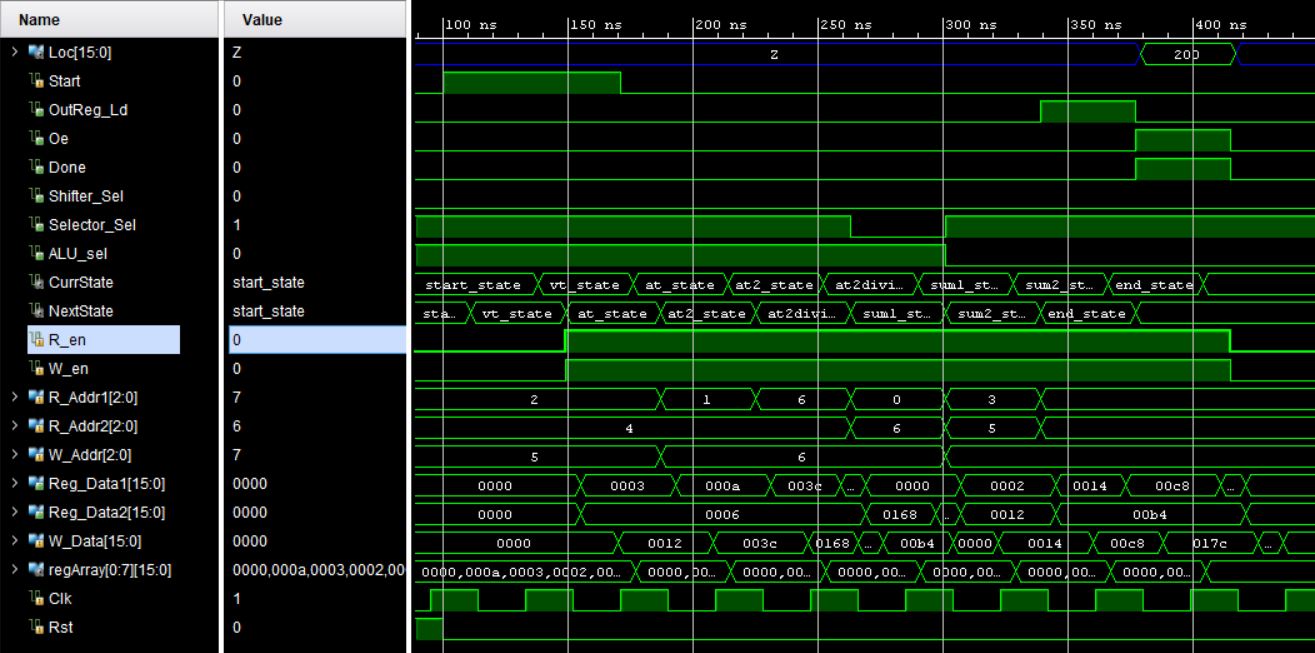 Name Value 100 ns 150 ns 200 ns 250 ns 300 ns 350 ns 400 ns
Loc[15:0] Z Z 200
Start 0
OutReg_Ld 0
Oe 0
Done 0
Shifter_Sel 0
Selector_Sel 1
ALU_sel 0
CurrState start_state start_state vt_state at_state at2_state at2divi... sum1_st... sum2_st... end_state
NextState start_state sta... vt_state at_state at2_state at2divi... sum1_st... sum2_st... end_state
R_en 0
W_en 0
R_Addr1[2:0] 7 2 1 6 0 3
R_Addr2[2:0] 6 4 6 5
W_Addr[2:0] 7 5 6
Reg_Data1[15:0] 0000 0000 0003 000a 003c ... 0000 0002 0014 00c8 ...
Reg_Data2[15:0] 0000 0000 0006 0168 ... 0012 00b4
W_Data[15:0] 0000 0000 0012 003c 0168 ... 00b4 0000 0014 00c8 017c ...
regArray[0:7][15:0] 0000,000a,0003,0002,00 0000,000a,0003,0002,00... 0000,00... 0000,00... 0000,00... 0000,00... 0000,00... 0000,00...
Clk 1
Rst 0